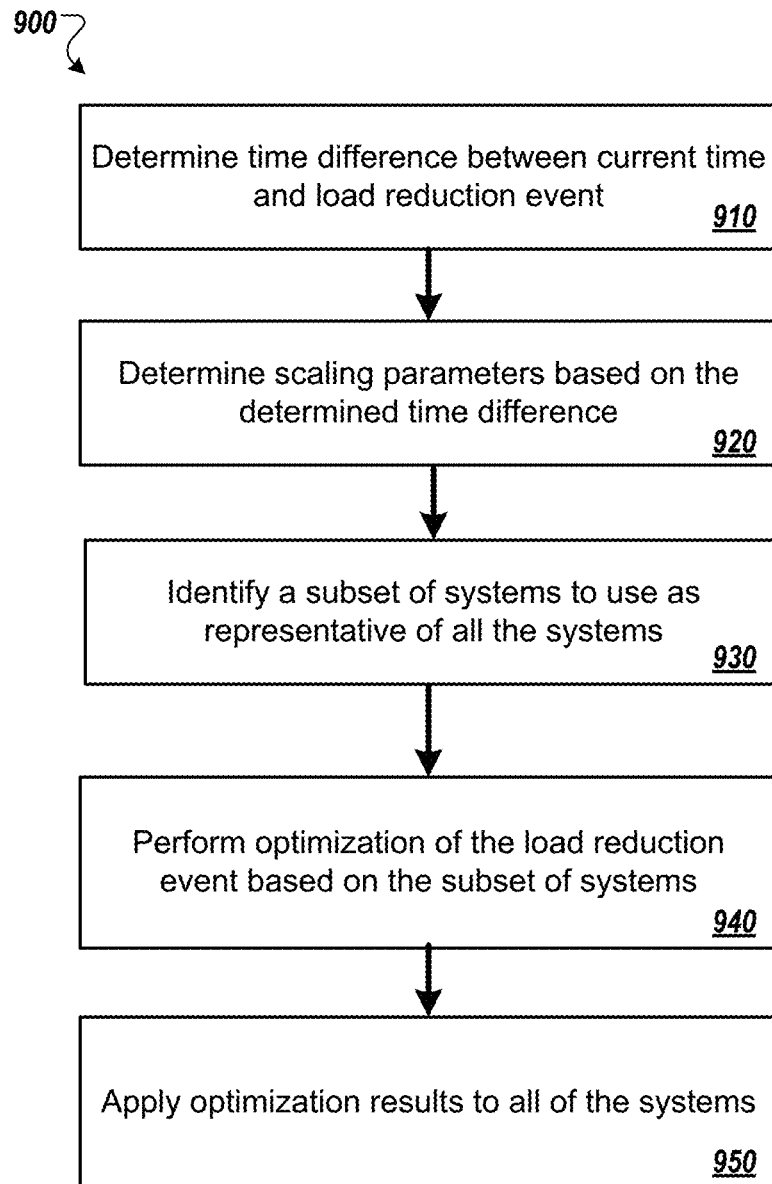 900
Determine time difference between current time
and load reduction event
910
Determine scaling parameters based on the
determined time difference
920
Identify a subset of systems to use as
representative of all the systems
930
Perform optimization of the load reduction
event based on the subset of systems
940
Apply optimization results to all of the systems
950